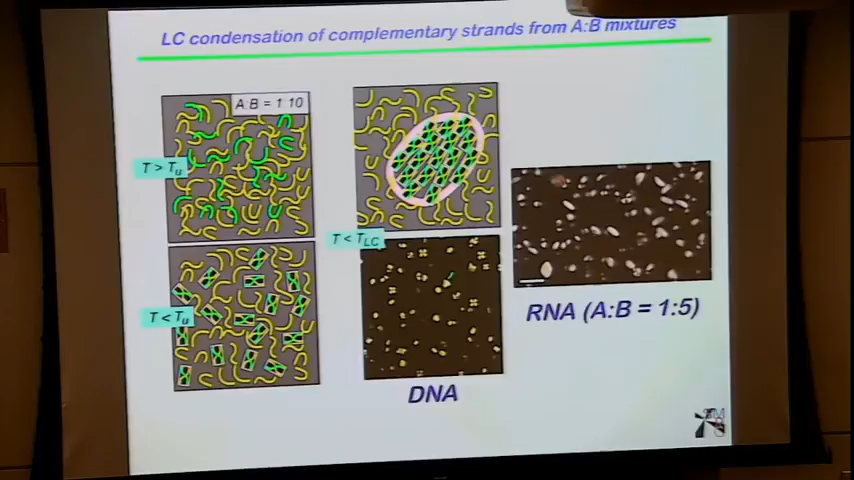 LC condensation of complementary strands from A:B mixtures
A:B = 1:10
T > Tu
T < TLC
T < Tu
RNA (A:B = 1:5)
DNA